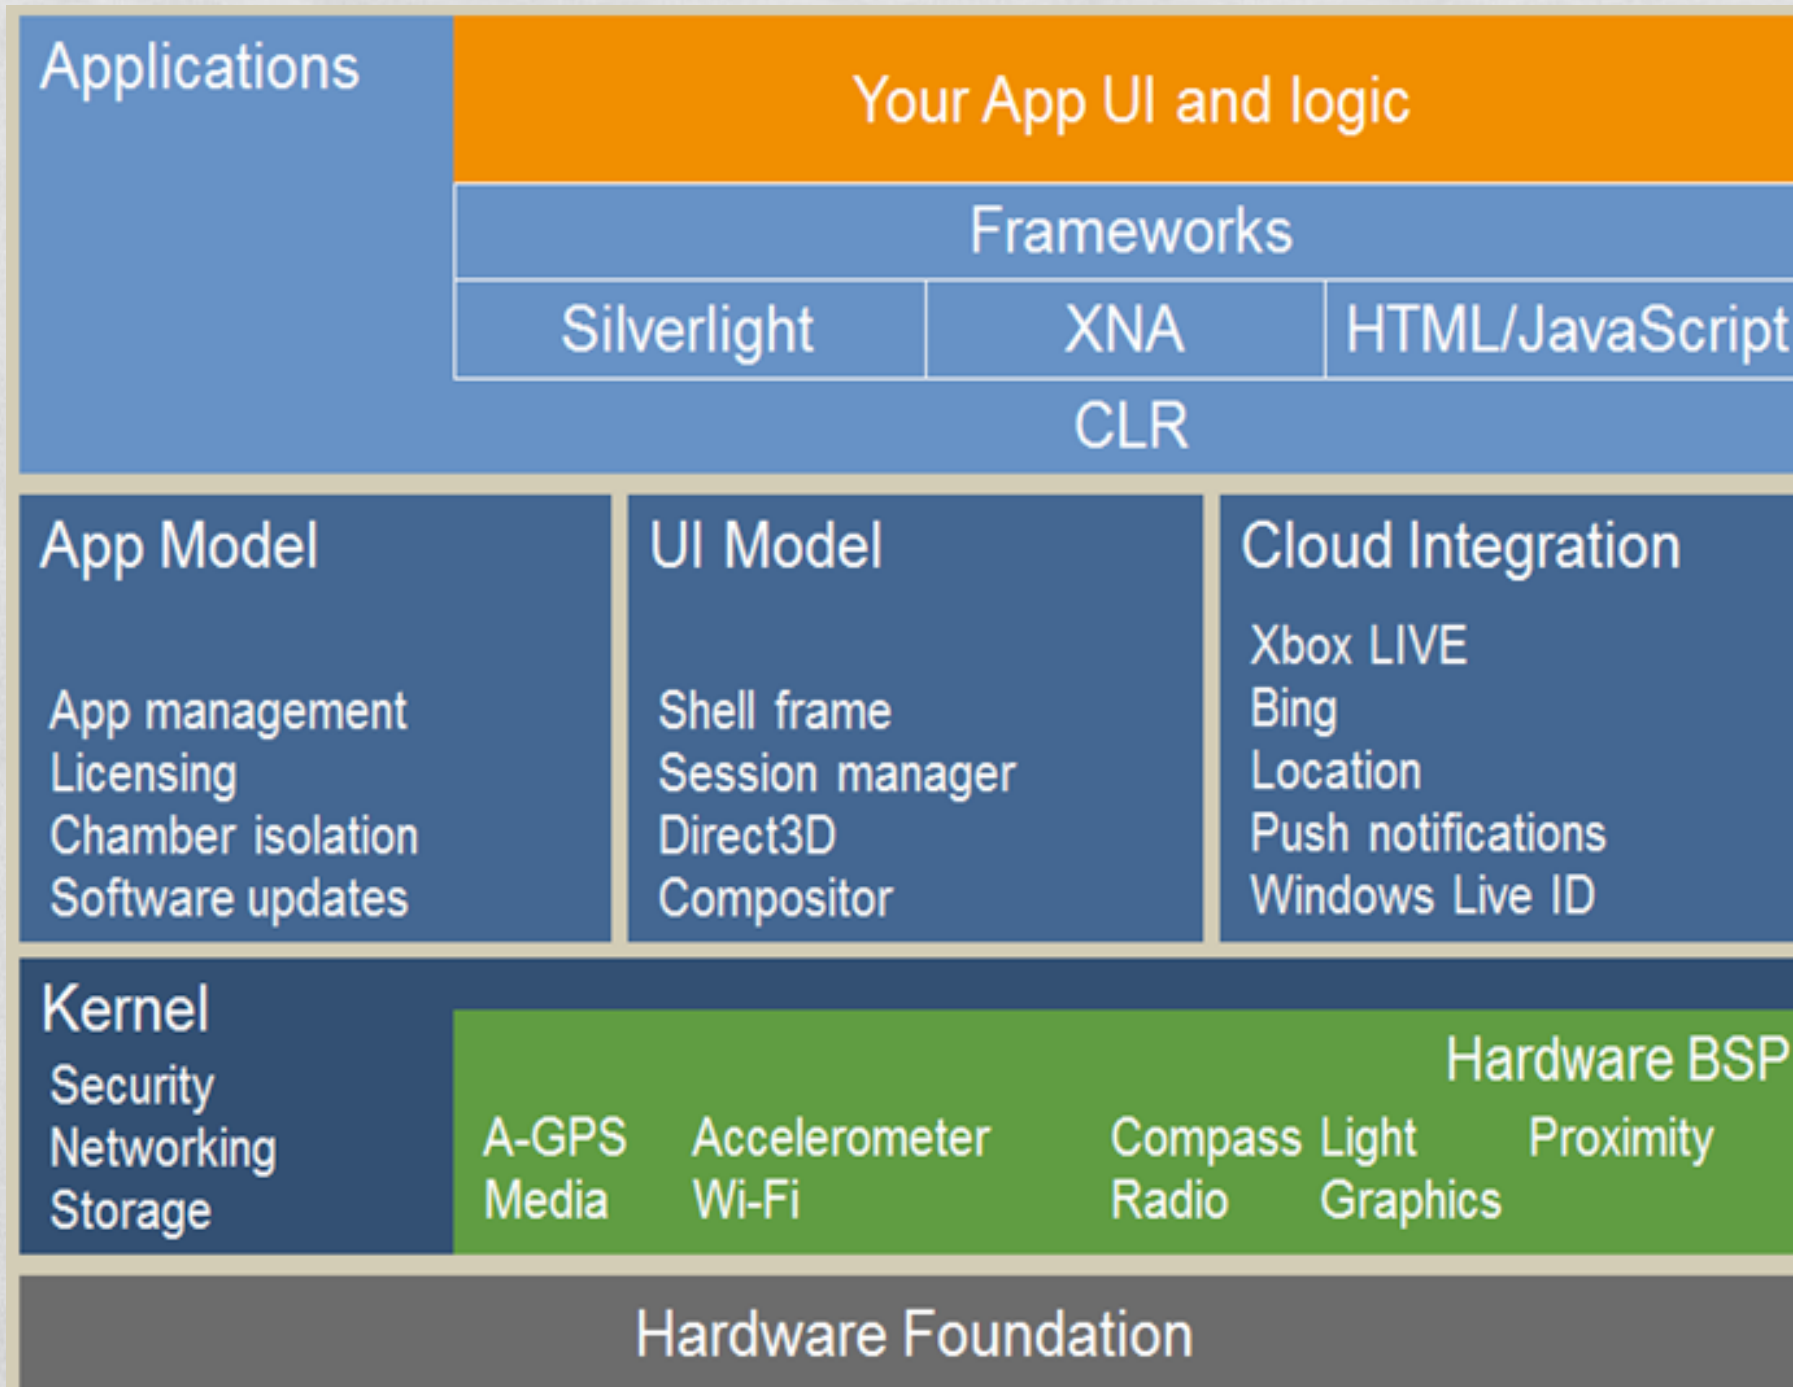 Applications
Your App UI and logic
Frameworks
Silverlight
XNA
HTML/JavaScript
CLR
App Model
App management
Licensing
Chamber isolation
Software updates
UI Model
Shell frame
Session manager
Direct3D
Compositor
Cloud Integration
Xbox LIVE
Bing
Location
Push notifications
Windows Live ID
Kernel
Security
Networking
Storage
Hardware BSP
A-GPS Accelerometer Compass Light Proximity
Media Wi-Fi Radio Graphics
Hardware Foundation